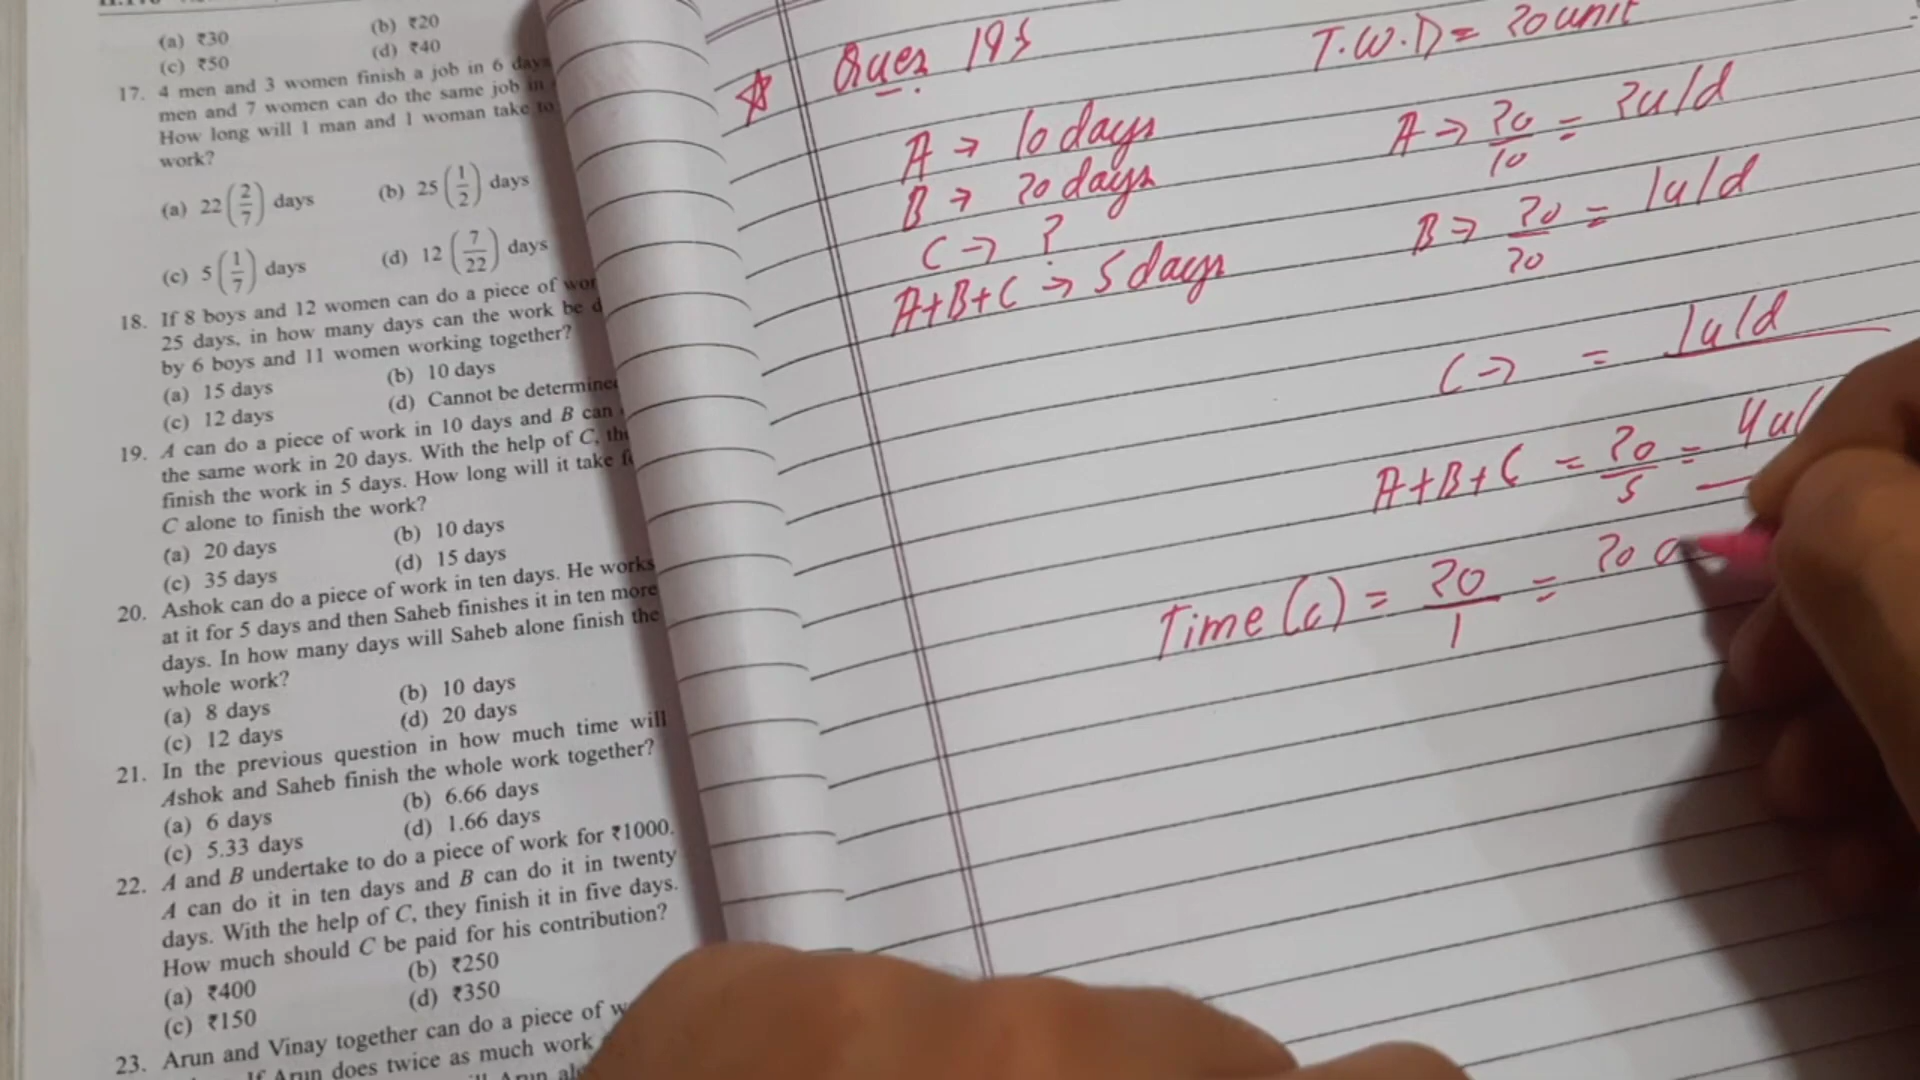 (a) ₹30 (b) ₹20
(c) ₹50 (d) ₹40
17. 4 men and 3 women finish a job in 6 days
men and 7 women can do the same job in
How long will 1 man and 1 woman take to
work?
(a) 22(2/7) days (b) 25(1/2) days
(c) 5(1/7) days (d) 12(7/22) days
18. If 8 boys and 12 women can do a piece of wor
25 days, in how many days can the work be d
by 6 boys and 11 women working together?
(a) 15 days (b) 10 days
(c) 12 days (d) Cannot be determined
19. A can do a piece of work in 10 days and B can
the same work in 20 days. With the help of C, the
finish the work in 5 days. How long will it take f
C alone to finish the work?
(a) 20 days (b) 10 days
(c) 35 days (d) 15 days
20. Ashok can do a piece of work in ten days. He works
at it for 5 days and then Saheb finishes it in ten more
days. In how many days will Saheb alone finish the
whole work?
(a) 8 days (b) 10 days
(c) 12 days (d) 20 days
21. In the previous question in how much time will
Ashok and Saheb finish the whole work together?
(a) 6 days (b) 6.66 days
(c) 5.33 days (d) 1.66 days
22. A and B undertake to do a piece of work for ₹1000.
A can do it in ten days and B can do it in twenty
days. With the help of C, they finish it in five days.
How much should C be paid for his contribution?
(a) ₹400 (b) ₹250
(c) ₹150 (d) ₹350
23. Arun and Vinay together can do a piece of w
If Arun does twice as much work
Ques 19
T.W.D = 20 unit
A → 10 days
B → 20 days
C → ?
A+B+C → 5 days
A → 20/10 = 2u/d
B → 20/20 = 1u/d
C → = 1u/d
A+B+C = 20/5 = 4u/
Time (C) = 20/1 = 20